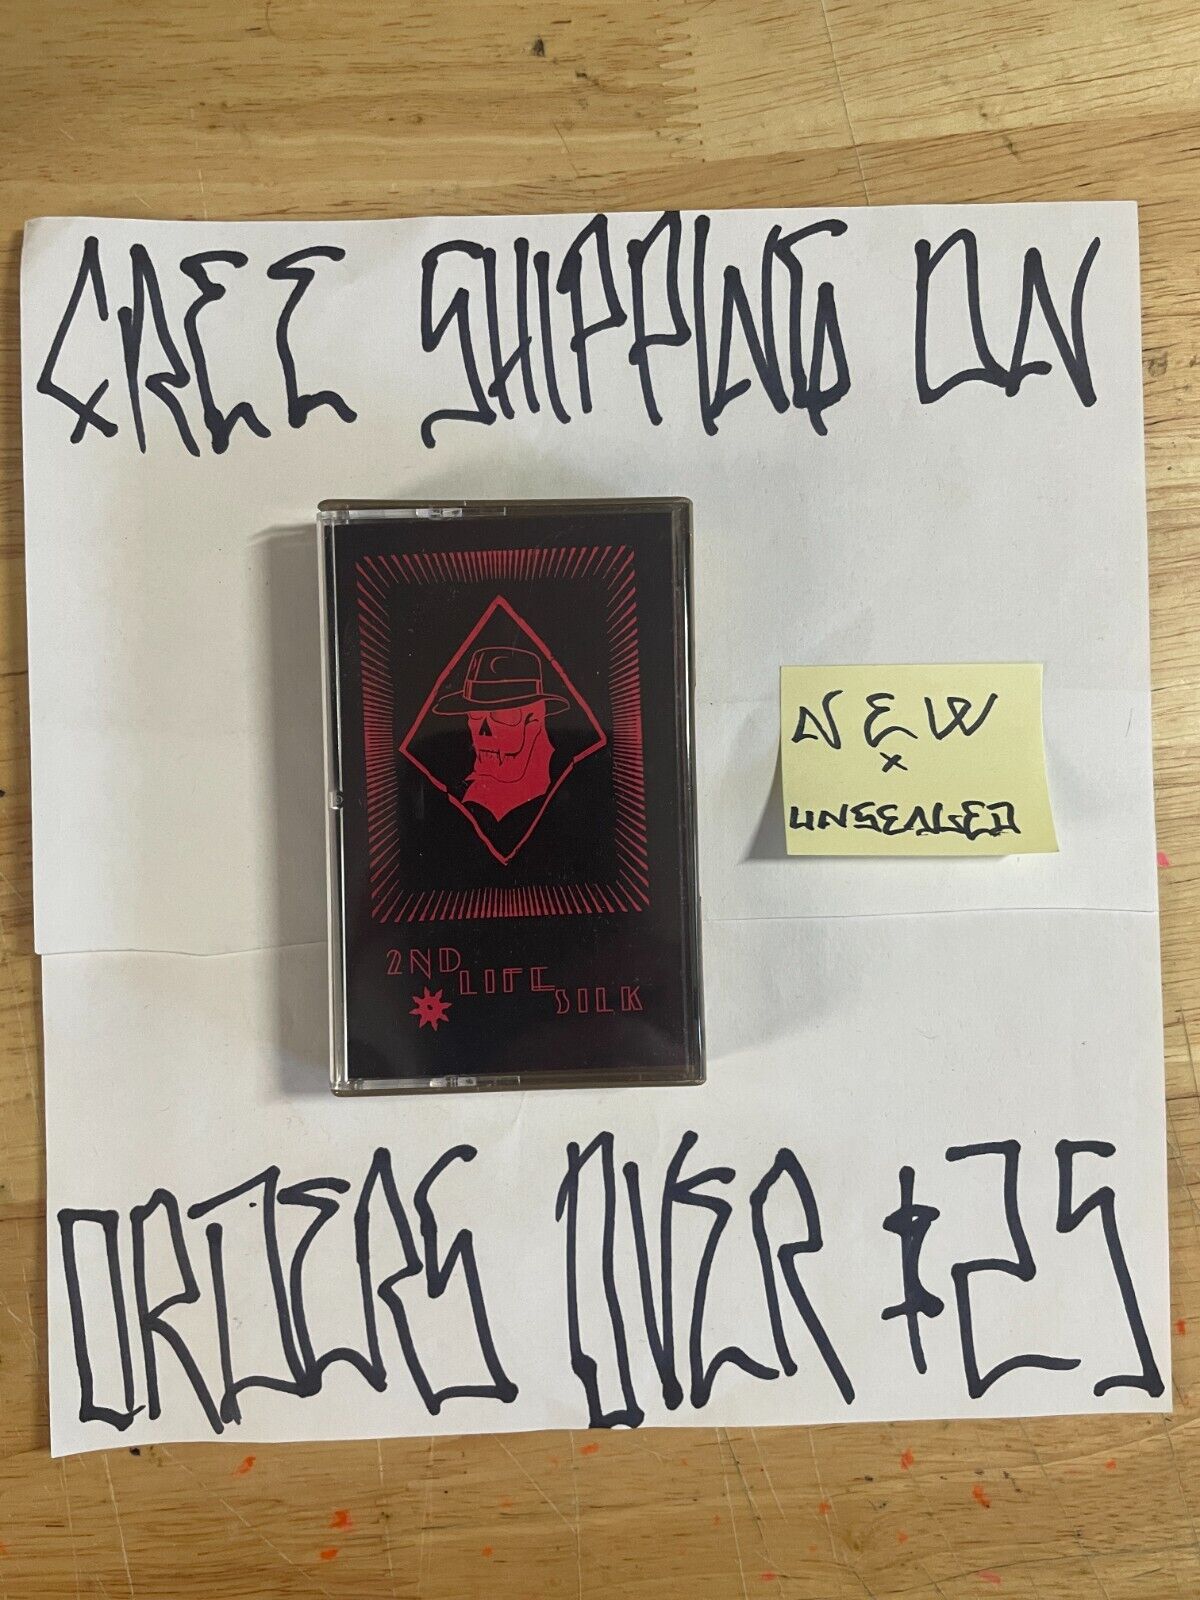 FREE SHIPPING ON
NEW
x
UNSEALED
2ND
LIFE
SILK
ORDERS OVER $25